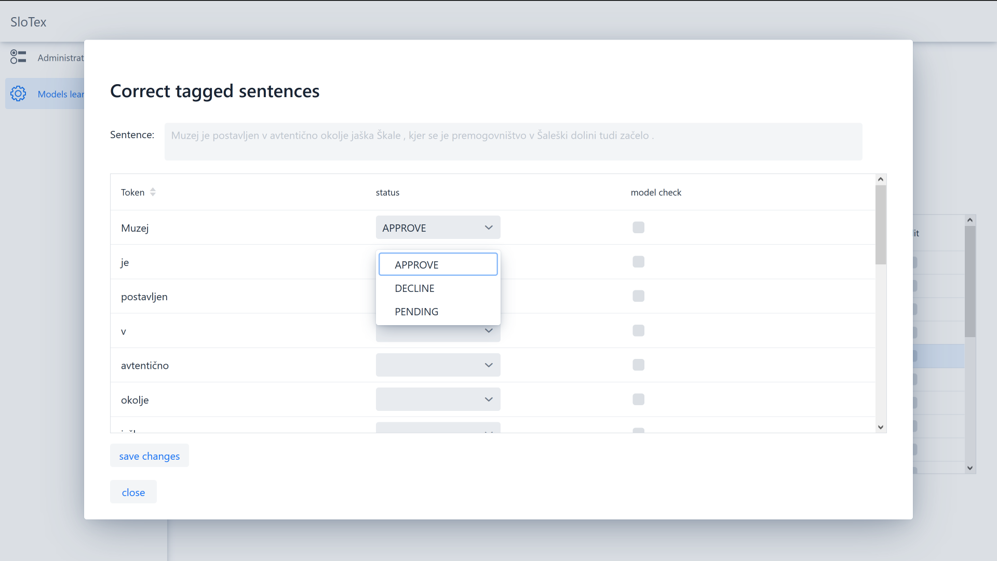 SloTex
Administrat
Models lear
Correct tagged sentences
Sentence:
Muzej je postavljen v avtentično okolje jaška Škale , kjer se je premogovništvo v Šaleški dolini tudi začelo .
Token status model check
Muzej APPROVE
je
APPROVE
postavljen
DECLINE
PENDING
v
avtentično
okolje
save changes
close